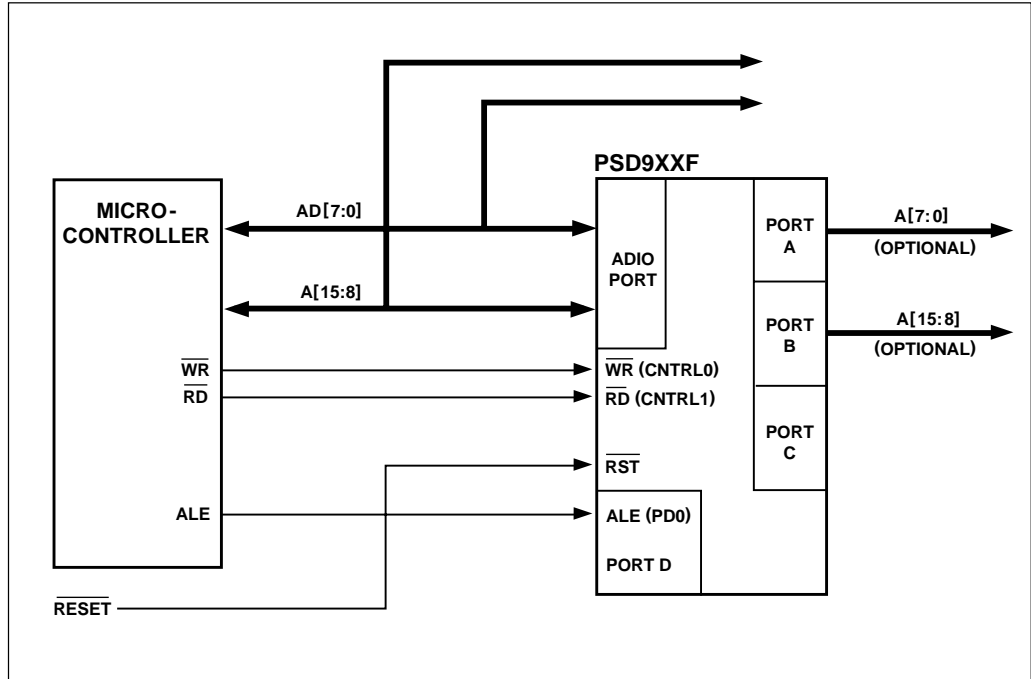 PSD9XXF
MICRO-
CONTROLLER
AD[7:0]
A[15:8]
WR
RD
ALE
RESET
ADIO
PORT
WR (CNTRL0)
RD (CNTRL1)
RST
ALE (PD0)
PORT D
PORT
A
PORT
B
PORT
C
A[7:0]
(OPTIONAL)
A[15:8]
(OPTIONAL)